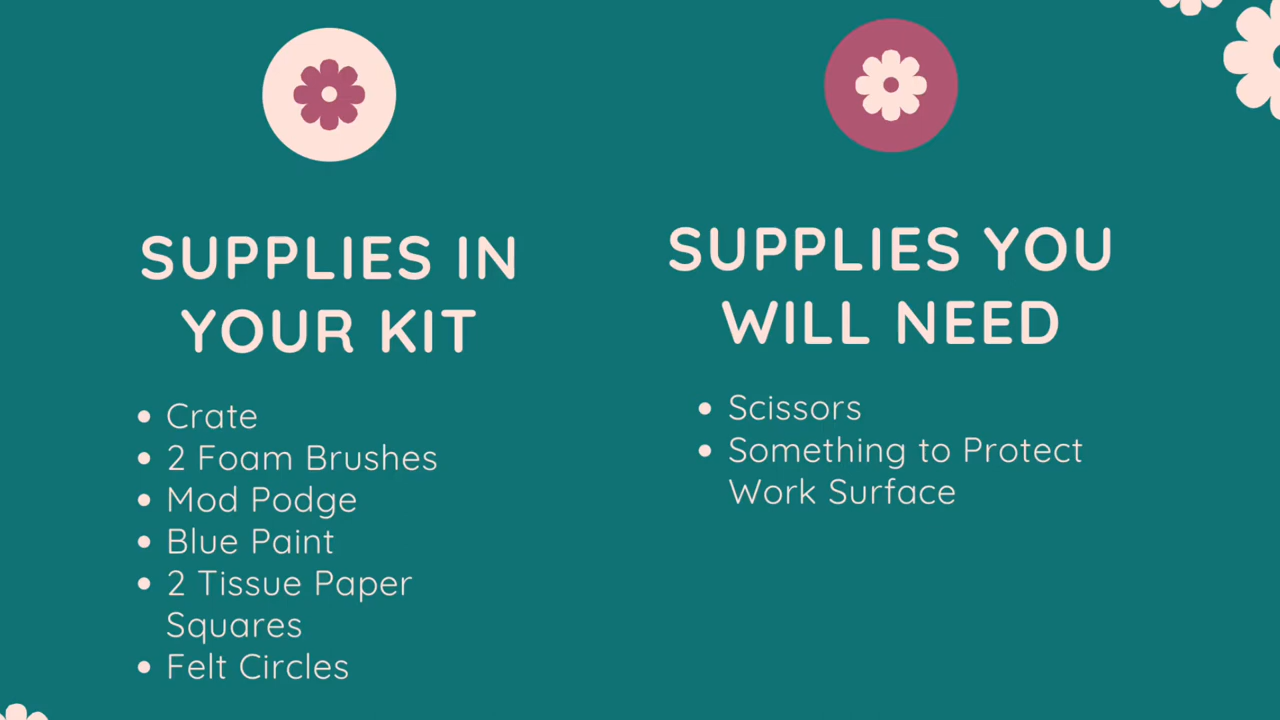 SUPPLIES IN
YOUR KIT
• Crate
• 2 Foam Brushes
• Mod Podge
• Blue Paint
• 2 Tissue Paper
Squares
• Felt Circles
SUPPLIES YOU
WILL NEED
• Scissors
• Something to Protect
Work Surface